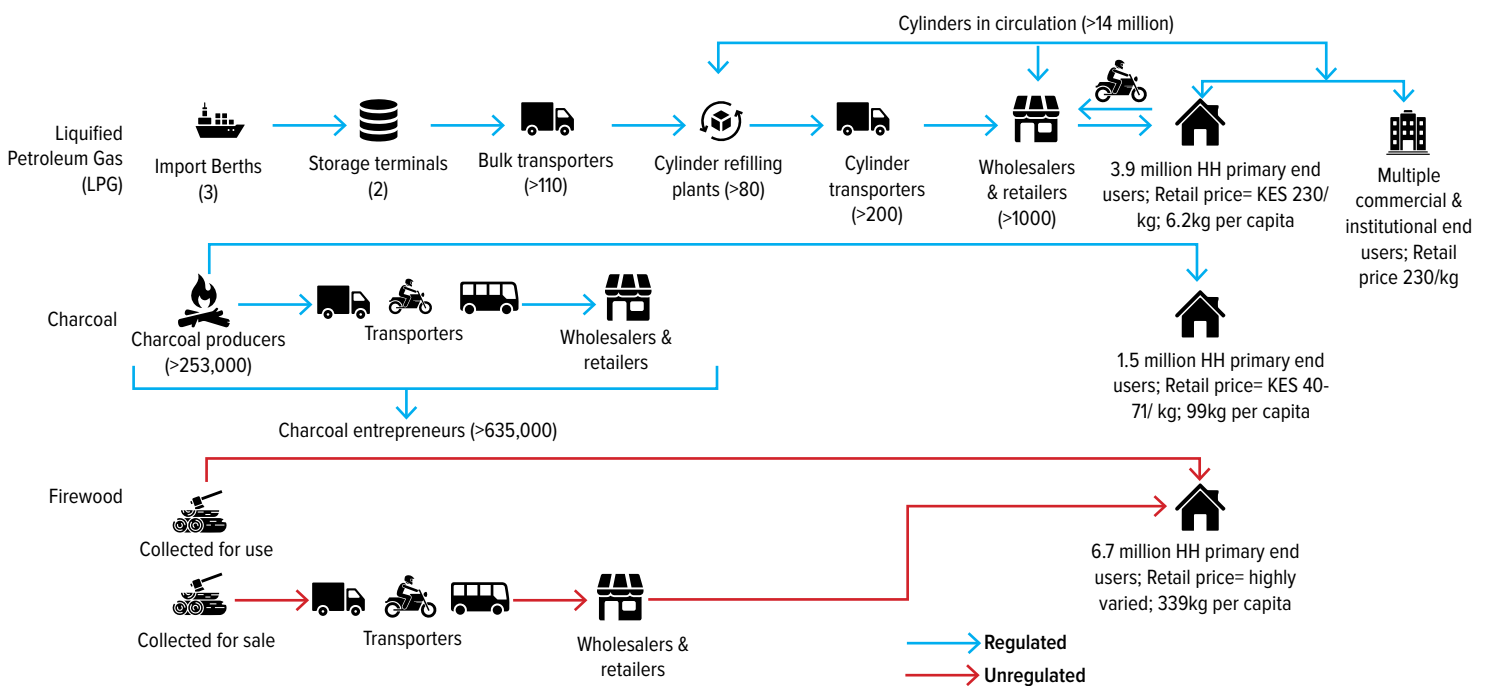 Cylinders in circulation (>14 million)
Liquified
Petroleum Gas
(LPG)
Import Berths
(3)
Storage terminals
(2)
Bulk transporters
(>110)
Cylinder refilling
plants (>80)
Cylinder
transporters
(>200)
Wholesalers
& retailers
(>1000)
3.9 million HH primary end
users; Retail price= KES 230/
kg; 6.2kg per capita
Multiple
commercial &
institutional end
users; Retail
price 230/kg
Charcoal
Charcoal producers
(>253,000)
Transporters
Wholesalers &
retailers
1.5 million HH primary end
users; Retail price= KES 40-
71/ kg; 99kg per capita
Charcoal entrepreneurs (>635,000)
Firewood
Collected for use
6.7 million HH primary end
users; Retail price= highly
varied; 339kg per capita
Collected for sale
Transporters
Wholesalers &
retailers
Regulated
Unregulated